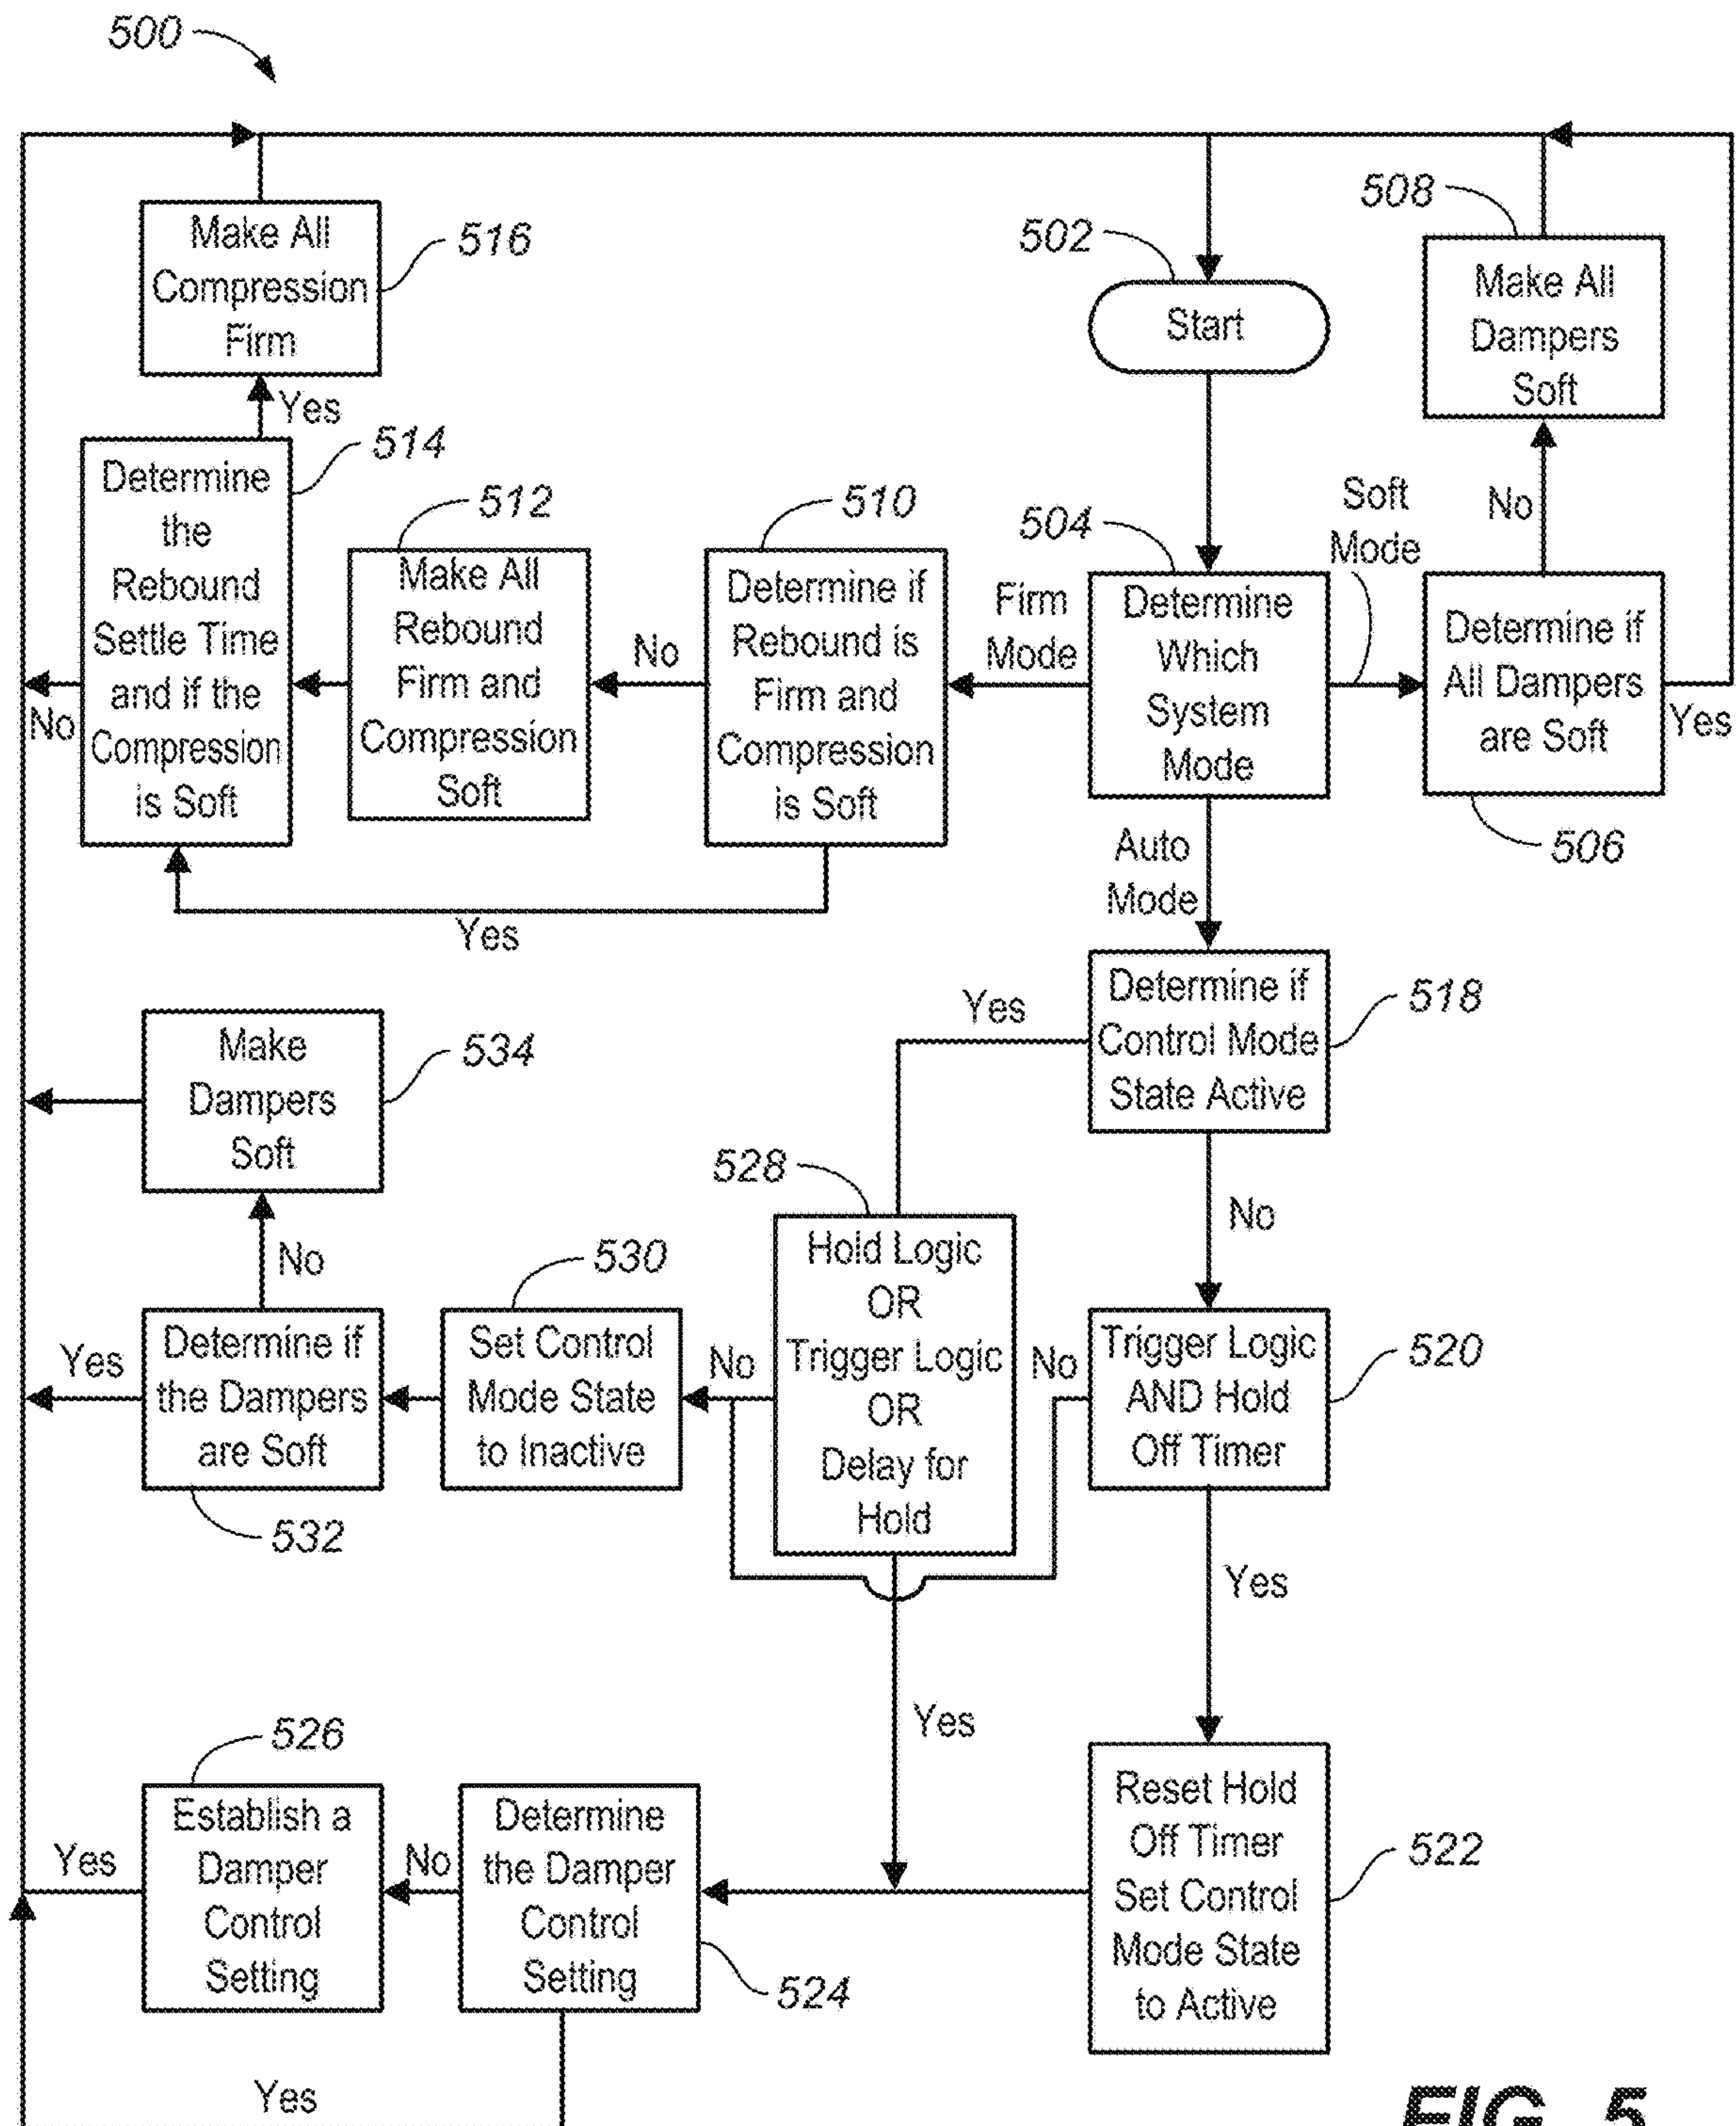 500
Make All
Compression
Firm
516
502
Start
508
Make All
Dampers
Soft
Yes
514
Determine
the
Rebound
Settle Time
and if the
Compression
is Soft
No
512
Make All
Rebound
Firm and
Compression
Soft
No
510
Determine if
Rebound is
Firm and
Compression
is Soft
Yes
Firm
Mode
504
Determine
Which
System
Mode
Soft
Mode
No
Determine if
All Dampers
are Soft
Yes
506
Auto
Mode
Determine if
Control Mode
State Active
518
Yes
No
Make
Dampers
Soft
534
No
Yes
Determine if
the Dampers
are Soft
532
530
Set Control
Mode State
to Inactive
No
528
Hold Logic
OR
Trigger Logic
OR
Delay for
Hold
No
Trigger Logic
AND Hold
Off Timer
520
Yes
Yes
526
Establish a
Damper
Control
Setting
Yes
No
Determine
the Damper
Control
Setting
524
Reset Hold
Off Timer
Set Control
Mode State
to Active
522
Yes
FIG. 5